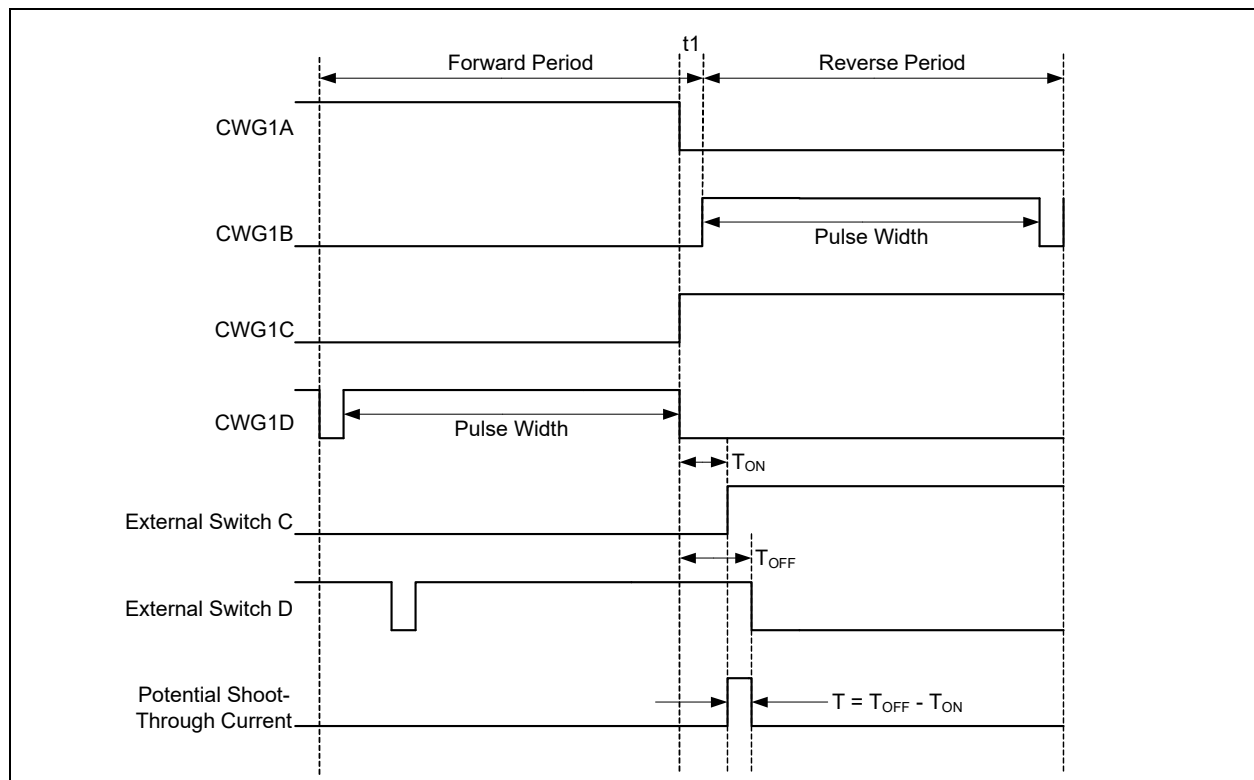 t1
Forward Period
Reverse Period
CWG1A
CWG1B
Pulse Width
CWG1C
CWG1D
Pulse Width
TON
External Switch C
TOFF
External Switch D
Potential Shoot-
Through Current
T = TOFF - TON